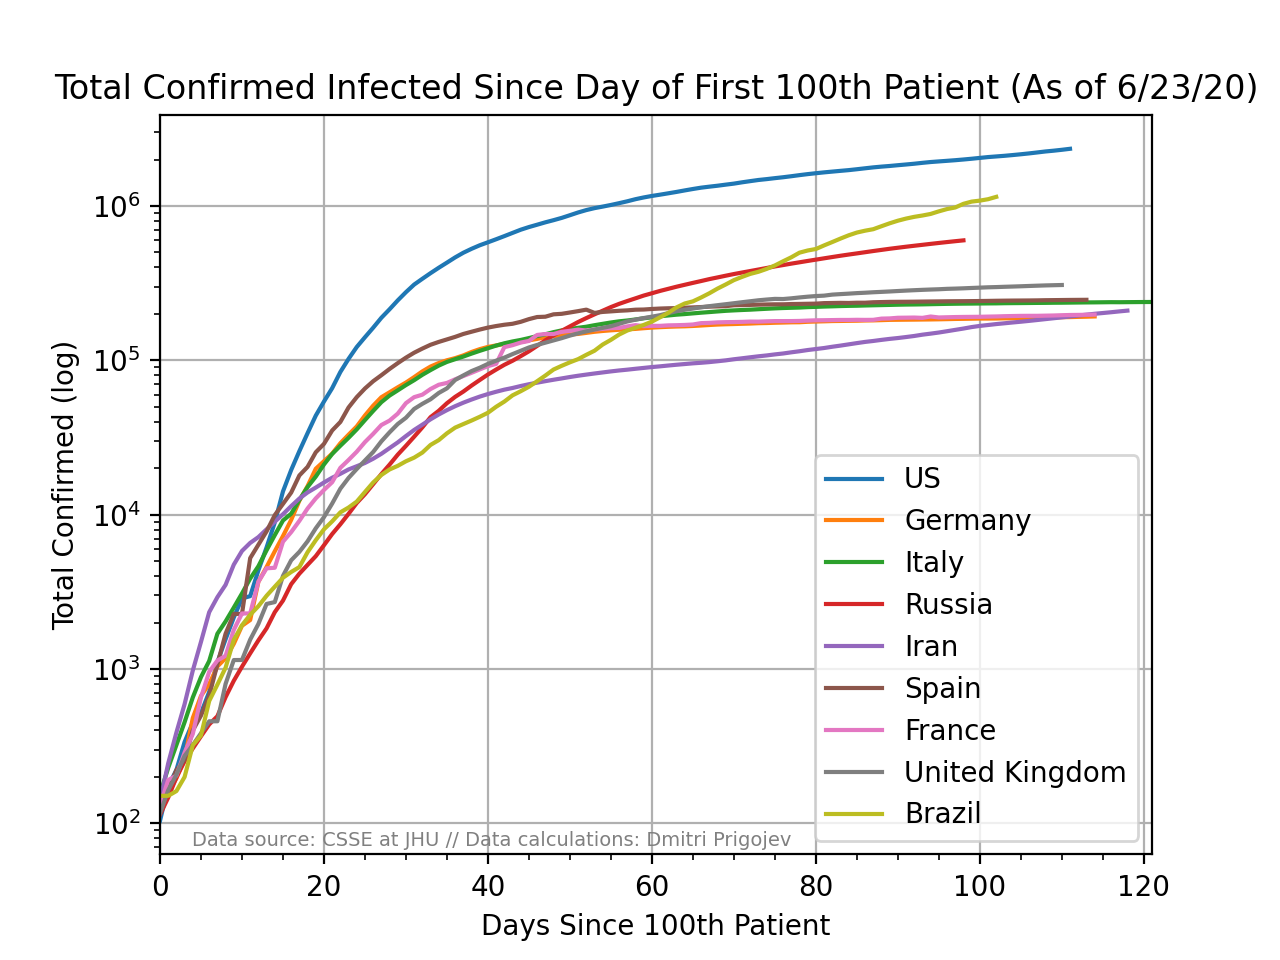 Total Confirmed Infected Since Day of First 100th Patient (As of 6/23/20)
Total Confirmed (log)
10^6
10^5
10^4
10^3
10^2
US
Germany
Italy
Russia
Iran
Spain
France
United Kingdom
Brazil
Data source: CSSE at JHU // Data calculations: Dmitri Prigojev
0 20 40 60 80 100 120
Days Since 100th Patient